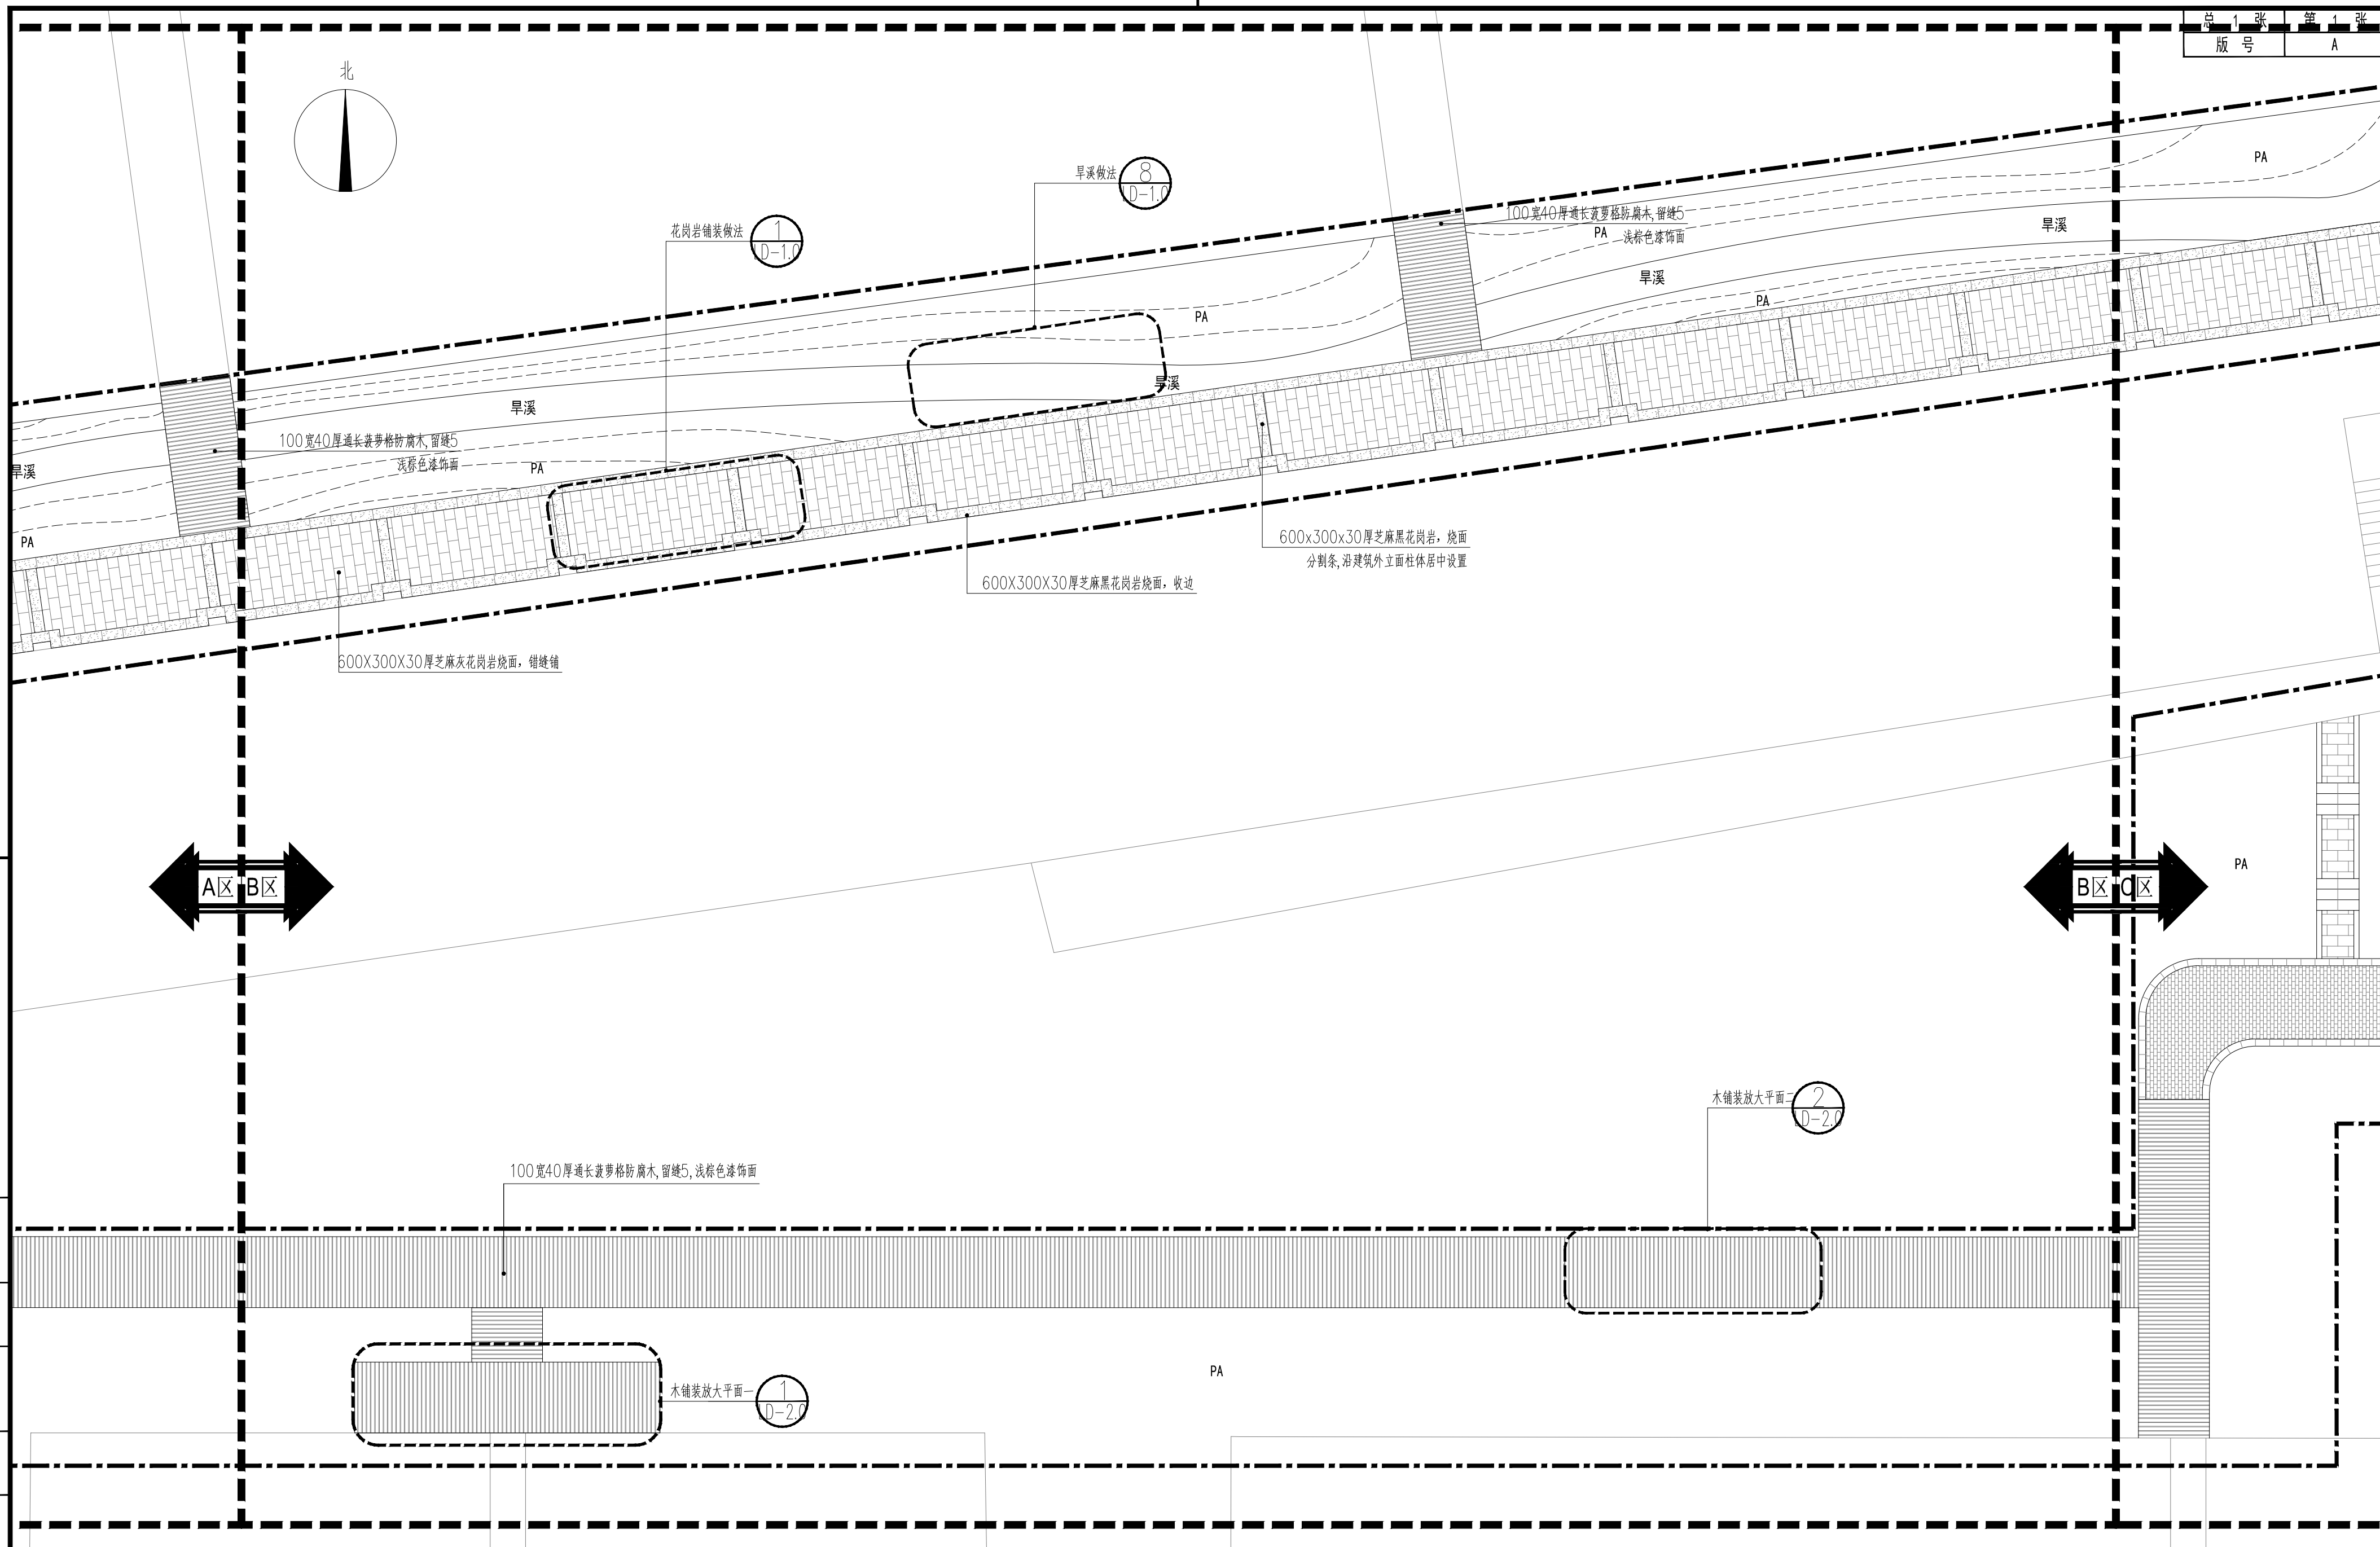 总 1 张 第 1 张
版 号 A
北
旱溪做法
8
LD-1.0
花岗岩铺装做法
1
LD-1.0
100宽40厚通长菠萝格防腐木,留缝5
浅棕色漆饰面
PA
PA
旱溪
旱溪
PA
PA
旱溪
旱溪
100宽40厚通长菠萝格防腐木,留缝5
浅棕色漆饰面
PA
旱溪
PA
600x300x30厚芝麻黑花岗岩，烧面
分割条,沿建筑外立面柱体居中设置
600X300X30厚芝麻黑花岗岩烧面，收边
600X300X30厚芝麻灰花岗岩烧面，错缝铺
A区 B区
B区 C区
PA
木铺装放大平面二
2
LD-2.0
100宽40厚通长菠萝格防腐木,留缝5,浅棕色漆饰面
PA
木铺装放大平面一
1
LD-2.0